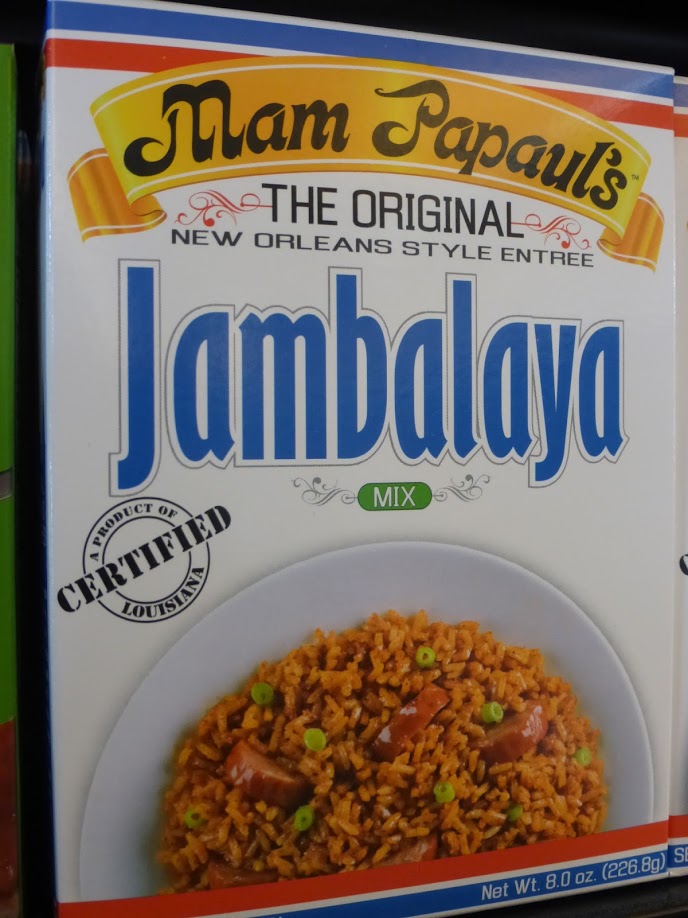 Mam Papaul's™
THE ORIGINAL
NEW ORLEANS STYLE ENTREE
Jambalaya
MIX
A PRODUCT OF
CERTIFIED
LOUISIANA
Net Wt. 8.0 oz. (226.8g)